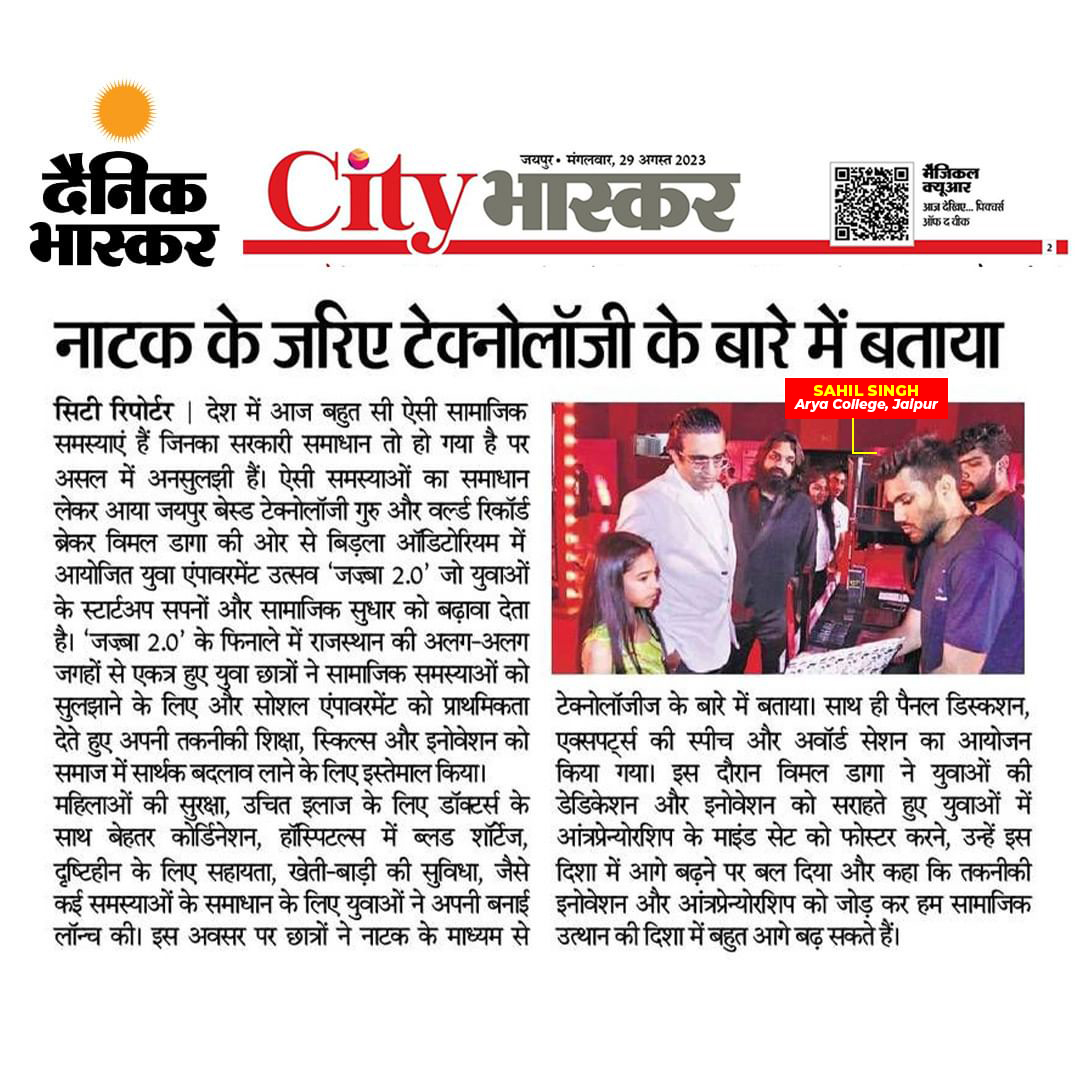 दैनिक
भास्कर
जयपुर • मंगलवार, 29 अगस्त 2023
City भास्कर
मैजिकल
क्यूआर
आज देखिए... पिक्चर्स
ऑफ द वीक
2
नाटक के जरिए टेक्नोलॉजी के बारे में बताया
सिटी रिपोर्टर | देश में आज बहुत सी ऐसी सामाजिक
समस्याएं हैं जिनका सरकारी समाधान तो हो गया है पर
असल में अनसुलझी हैं। ऐसी समस्याओं का समाधान
लेकर आया जयपुर बेस्ड टेक्नोलॉजी गुरु और वर्ल्ड रिकॉर्ड
ब्रेकर विमल डागा की ओर से बिड़ला ऑडिटोरियम में
आयोजित युवा एंपावरमेंट उत्सव ‘जज्बा 2.0’ जो युवाओं
के स्टार्टअप सपनों और सामाजिक सुधार को बढ़ावा देता
है। ‘जज्बा 2.0’ के फिनाले में राजस्थान की अलग-अलग
जगहों से एकत्र हुए युवा छात्रों ने सामाजिक समस्याओं को
सुलझाने के लिए और सोशल एंपावरमेंट को प्राथमिकता
देते हुए अपनी तकनीकी शिक्षा, स्किल्स और इनोवेशन को
समाज में सार्थक बदलाव लाने के लिए इस्तेमाल किया।
महिलाओं की सुरक्षा, उचित इलाज के लिए डॉक्टर्स के
साथ बेहतर कोर्डिनेशन, हॉस्पिटल्स में ब्लड शॉर्टेज,
दृष्टिहीन के लिए सहायता, खेती-बाड़ी की सुविधा, जैसे
कई समस्याओं के समाधान के लिए युवाओं ने अपनी बनाई
लॉन्च की। इस अवसर पर छात्रों ने नाटक के माध्यम से
SAHIL SINGH
Arya College, Jaipur
टेक्नोलॉजीज के बारे में बताया। साथ ही पैनल डिस्कशन,
एक्सपर्ट्स की स्पीच और अवॉर्ड सेशन का आयोजन
किया गया। इस दौरान विमल डागा ने युवाओं की
डेडिकेशन और इनोवेशन को सराहते हुए युवाओं में
आंत्रप्रेन्योरशिप के माइंड सेट को फोस्टर करने, उन्हें इस
दिशा में आगे बढ़ने पर बल दिया और कहा कि तकनीकी
इनोवेशन और आंत्रप्रेन्योरशिप को जोड़ कर हम सामाजिक
उत्थान की दिशा में बहुत आगे बढ़ सकते हैं।